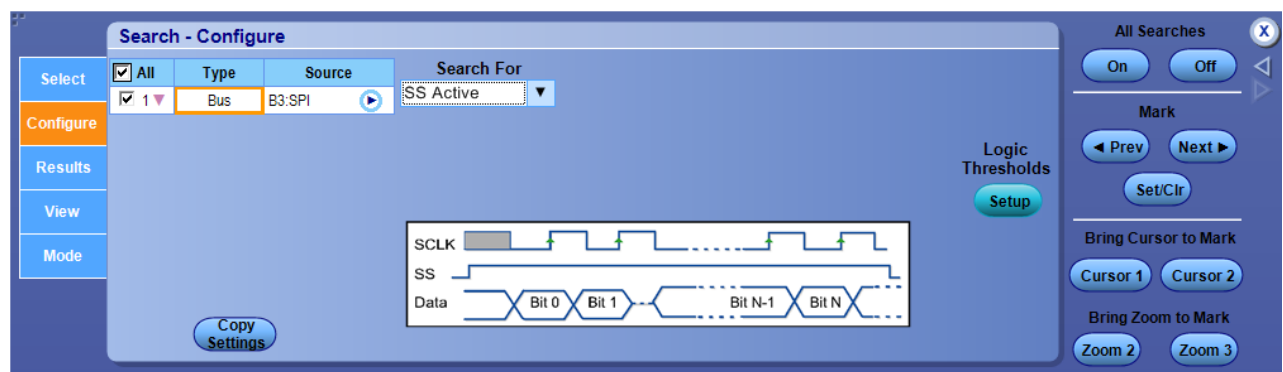 Search - Configure
Select
Configure
Results
View
Mode
All Type Source
1 Bus B3:SPI
Search For
SS Active
Logic
Thresholds
Setup
SCLK
SS
Data Bit 0 Bit 1 Bit N-1 Bit N
Copy
Settings
All Searches
X
On Off
Mark
Prev Next
Set/Clr
Bring Cursor to Mark
Cursor 1 Cursor 2
Bring Zoom to Mark
Zoom 2 Zoom 3